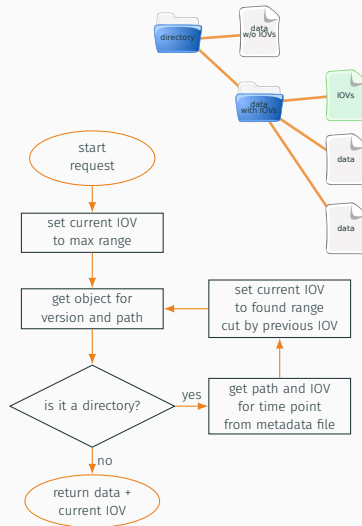 directory
data
w/o IOVs
data
with IOVs
IOVs
data
data
start
request
set current IOV
to max range
get object for
version and path
set current IOV
to found range
cut by previous IOV
is it a directory?
yes
get path and IOV
for time point
from metadata file
no
return data +
current IOV